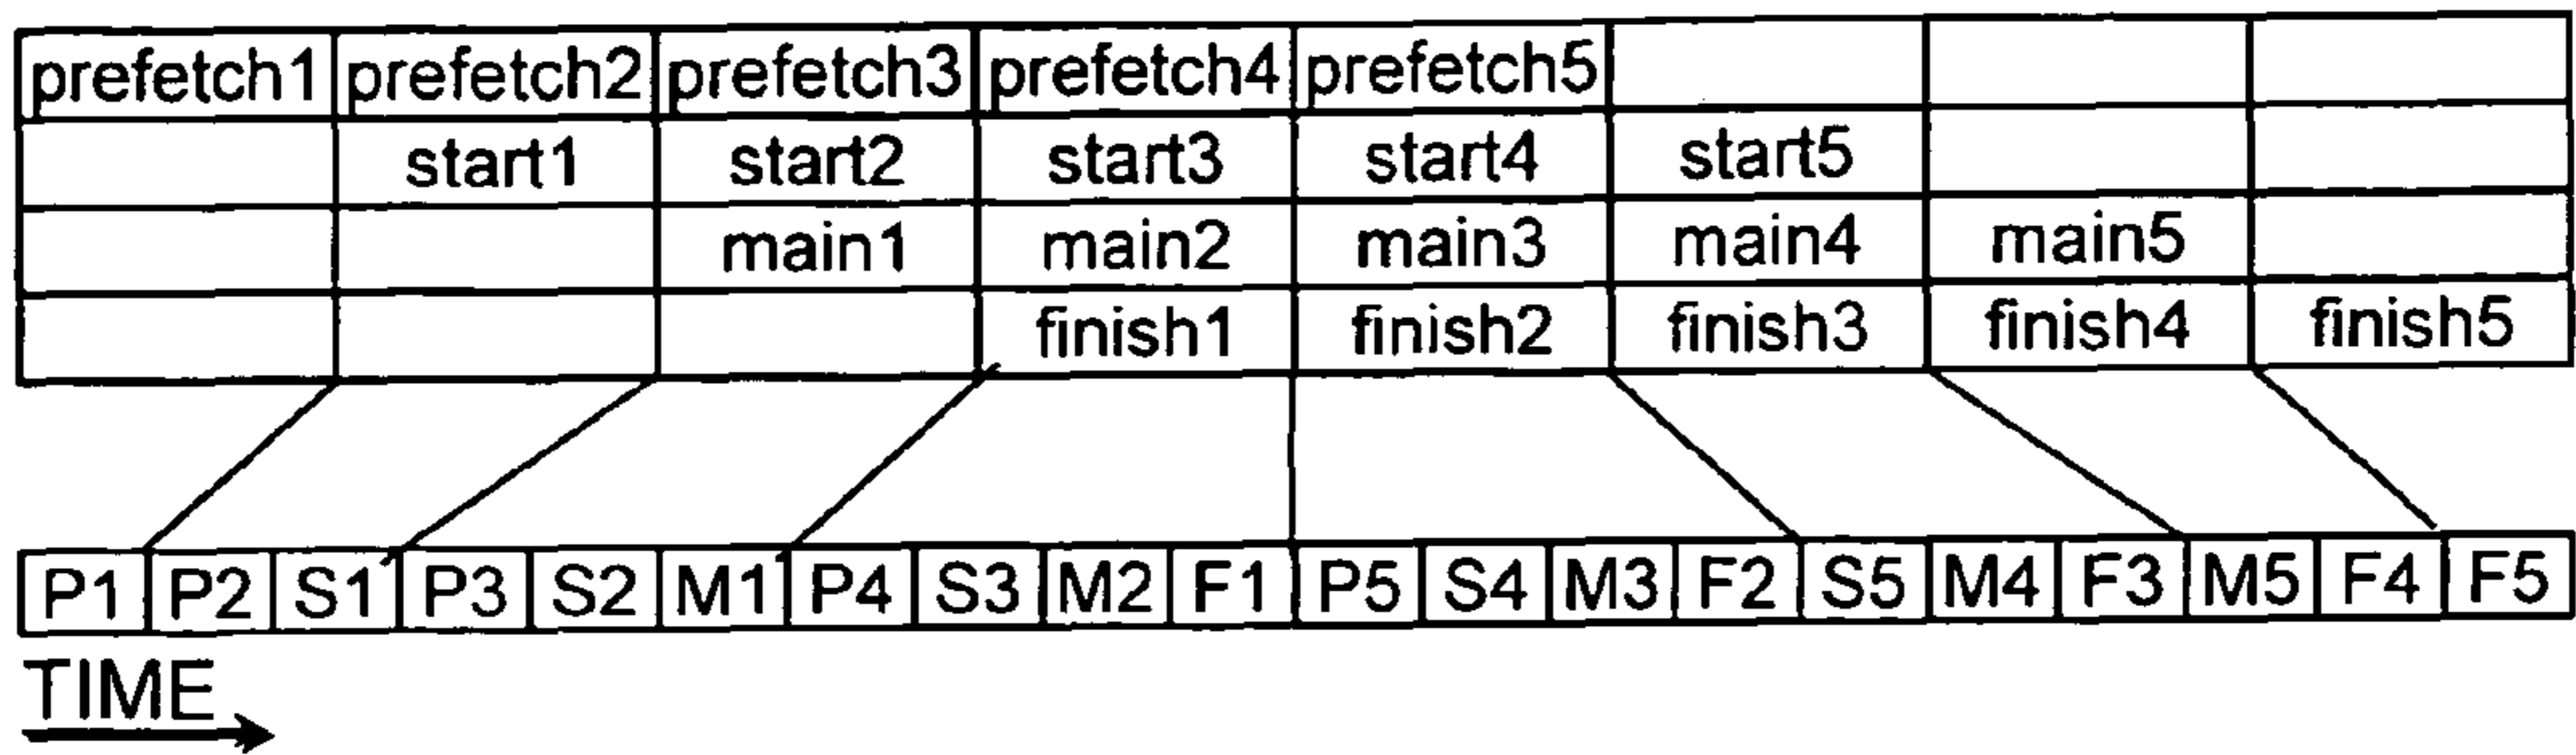 prefetch1 prefetch2 prefetch3 prefetch4 prefetch5
start1 start2 start3 start4 start5
main1 main2 main3 main4 main5
finish1 finish2 finish3 finish4 finish5
P1 P2 S1 P3 S2 M1 P4 S3 M2 F1 P5 S4 M3 F2 S5 M4 F3 M5 F4 F5
TIME